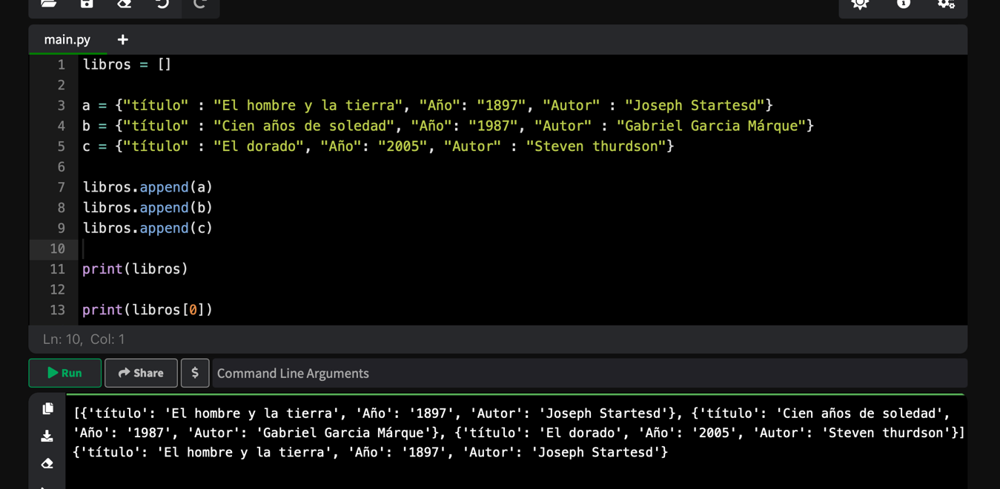 main.py +
1 libros = []
2
3 a = {"título" : "El hombre y la tierra", "Año": "1897", "Autor" : "Joseph Startesd"}
4 b = {"título" : "Cien años de soledad", "Año": "1987", "Autor" : "Gabriel Garcia Márque"}
5 c = {"título" : "El dorado", "Año": "2005", "Autor" : "Steven thurdson"}
6
7 libros.append(a)
8 libros.append(b)
9 libros.append(c)
10
11 print(libros)
12
13 print(libros[0])
Ln: 10, Col: 1
Run Share $ Command Line Arguments
[{'título': 'El hombre y la tierra', 'Año': '1897', 'Autor': 'Joseph Startesd'}, {'título': 'Cien años de soledad',
'Año': '1987', 'Autor': 'Gabriel Garcia Márque'}, {'título': 'El dorado', 'Año': '2005', 'Autor': 'Steven thurdson'}]
{'título': 'El hombre y la tierra', 'Año': '1897', 'Autor': 'Joseph Startesd'}